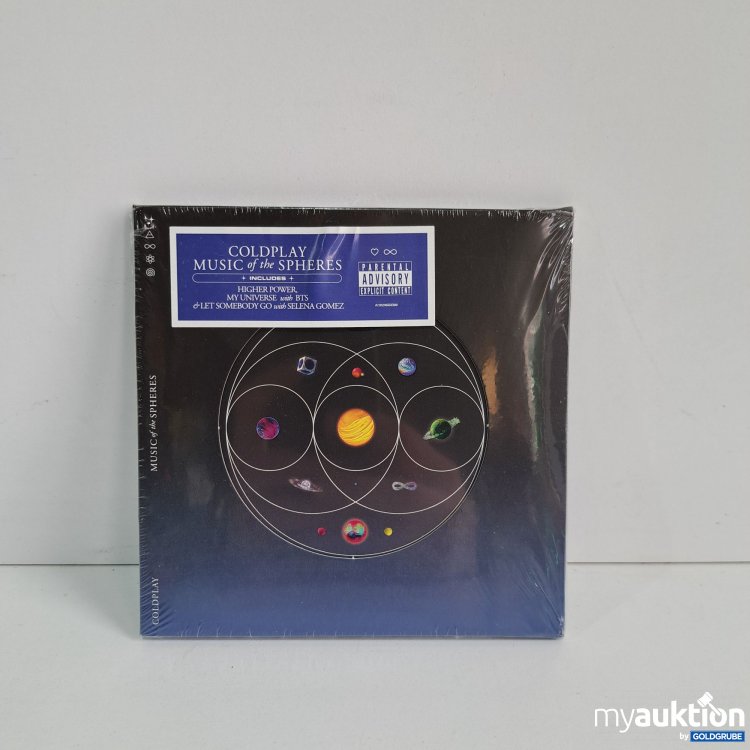 COLDPLAY
MUSIC of the SPHERES
INCLUDES
HIGHER POWER,
MY UNIVERSE with BTS
& LET SOMEBODY GO with SELENA GOMEZ
PARENTAL
ADVISORY
EXPLICIT CONTENT
MUSIC of the SPHERES
COLDPLAY
myauktion
by GOLDGRUBE